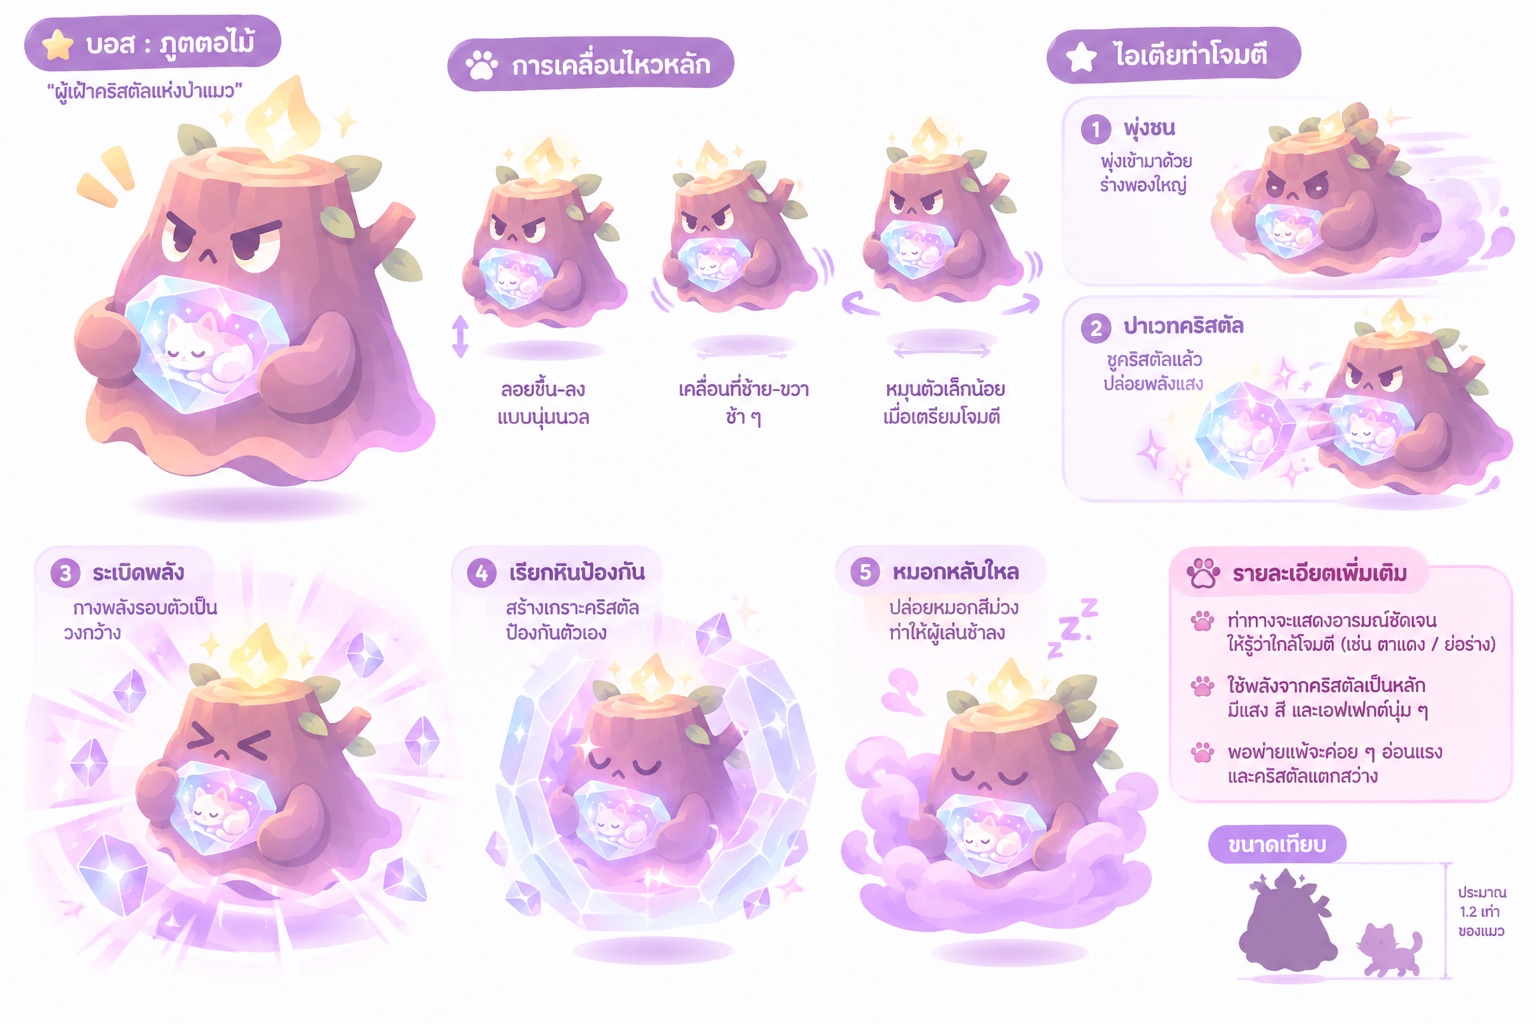 บอส : ภูตตอไม้
“ผู้เฝ้าคริสตัลแห่งป่าแมว”
การเคลื่อนไหวหลัก
ลอยขึ้น-ลง
แบบนุ่มนวล
เคลื่อนที่ซ้าย-ขวา
ช้า ๆ
หมุนตัวเล็กน้อย
เมื่อเตรียมโจมตี
ไอเดียท่าโจมตี
1 พุ่งชน
พุ่งเข้ามาด้วย
ร่างพองใหญ่
2 ปาเวทคริสตัล
ชูคริสตัลแล้ว
ปล่อยพลังแสง
3 ระเบิดพลัง
กางพลังรอบตัวเป็น
วงกว้าง
4 เรียกหินป้องกัน
สร้างเกราะคริสตัล
ป้องกันตัวเอง
5 หมอกหลับใหล
ปล่อยหมอกสีม่วง
ทำให้ผู้เล่นช้าลง
z
Z.
z
รายละเอียดเพิ่มเติม
ท่าทางจะแสดงอารมณ์ชัดเจน
ให้รู้ว่าใกล้โจมตี (เช่น ตาแดง / ย่อร่าง)
ใช้พลังจากคริสตัลเป็นหลัก
มีแสง สี และเอฟเฟกต์นุ่ม ๆ
พอพ่ายแพ้จะค่อย ๆ อ่อนแรง
และคริสตัลแตกสว่าง
ขนาดเทียบ
ประมาณ
1.2 เท่า
ของแมว